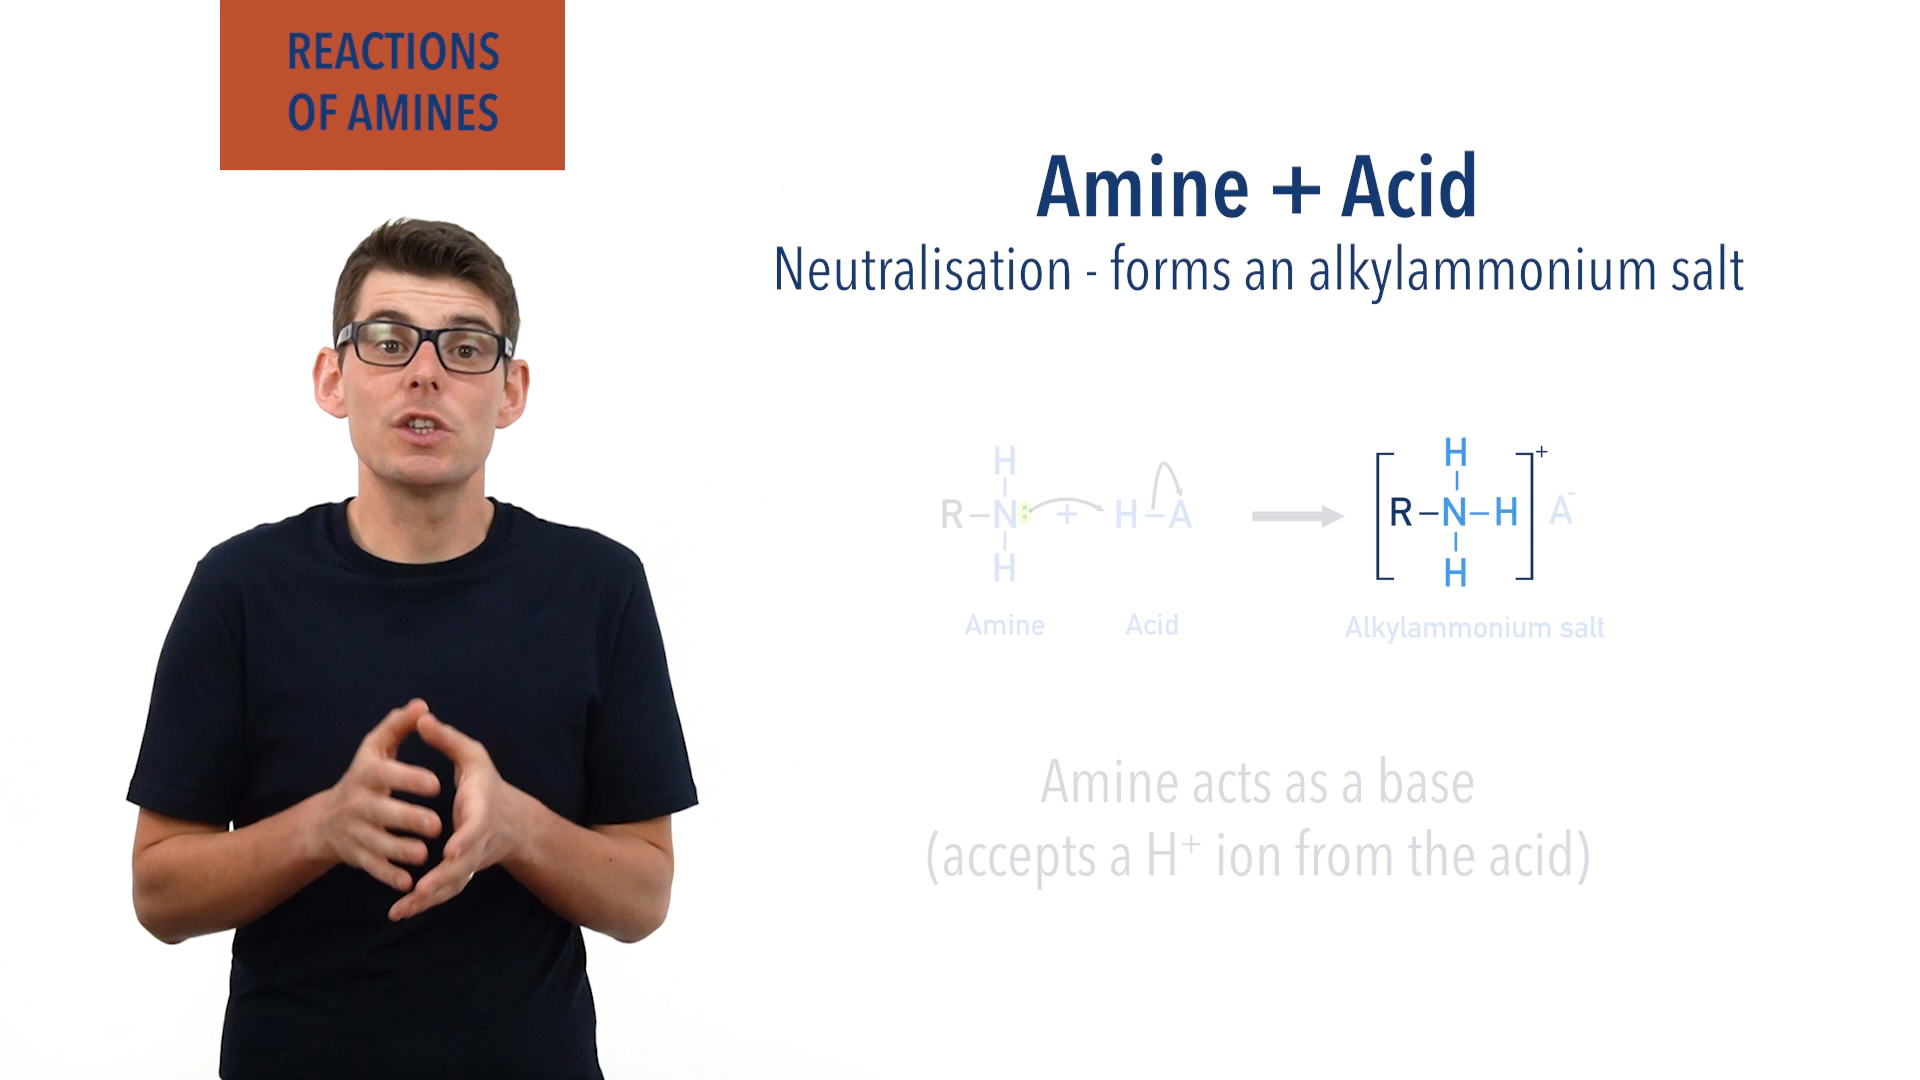 REACTIONS
OF AMINES
Amine + Acid
Neutralisation - forms an alkylammonium salt
H
R–N: + H–A
H
Amine Acid
[ H
R–N–H
H ]⁺ A⁻
Alkylammonium salt
Amine acts as a base
(accepts a H⁺ ion from the acid)